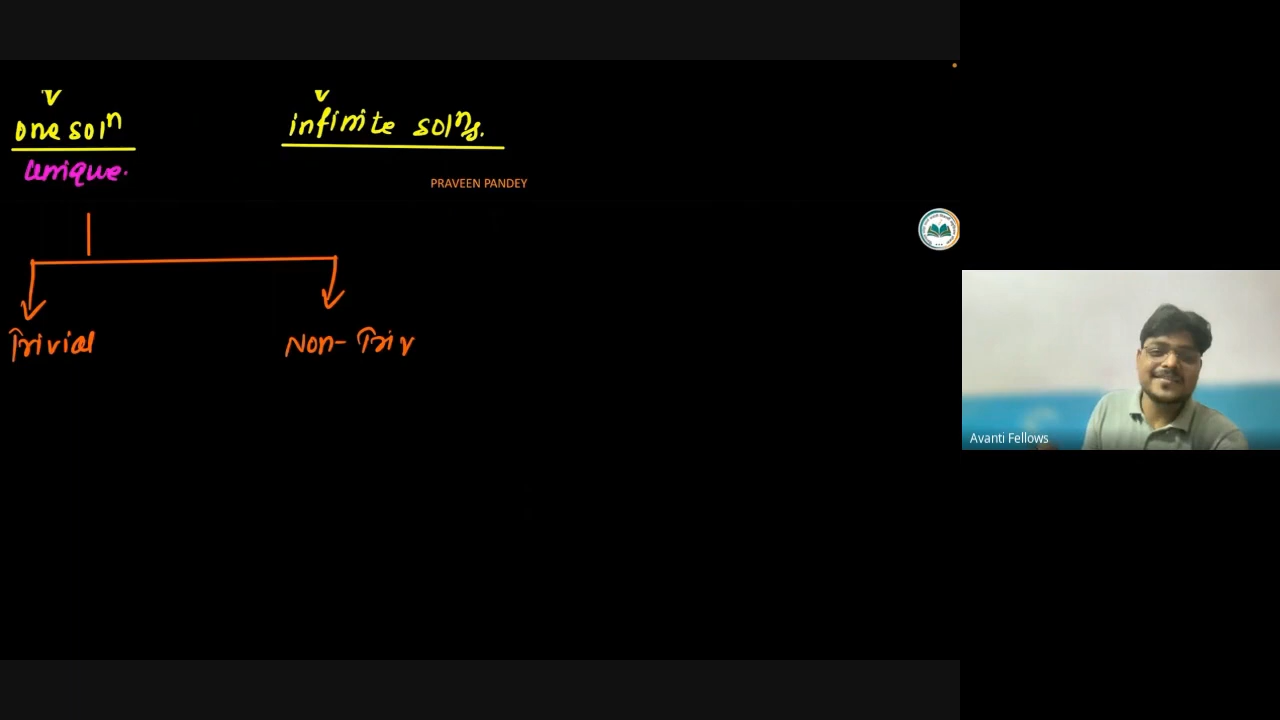 one solⁿ infinite solⁿs.
unique.
PRAVEEN PANDEY
Trivial Non-Triv
Avanti Fellows